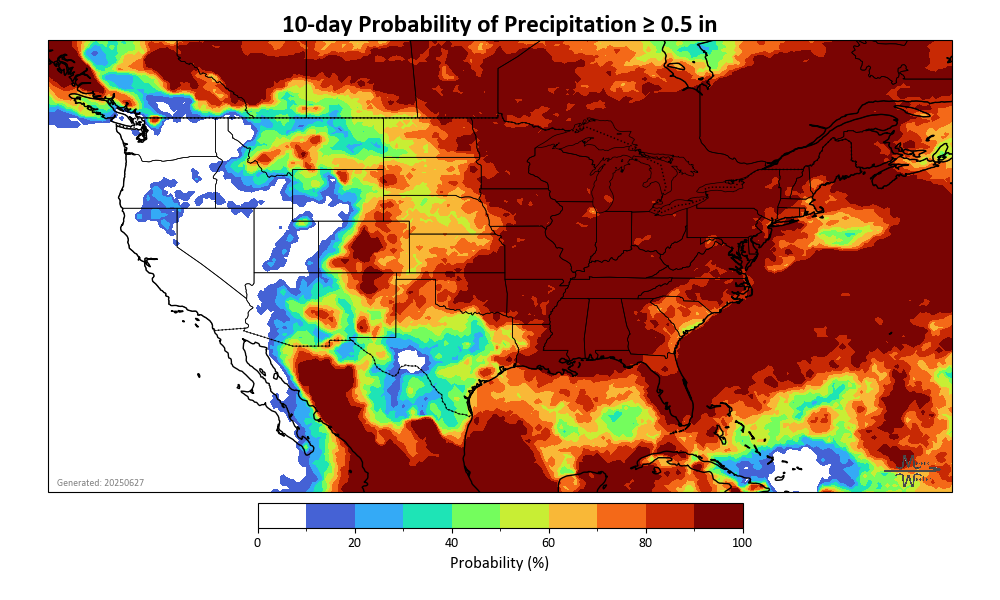 10-day Probability of Precipitation ≥ 0.5 in
Generated: 20250627
0 20 40 60 80 100
Probability (%)